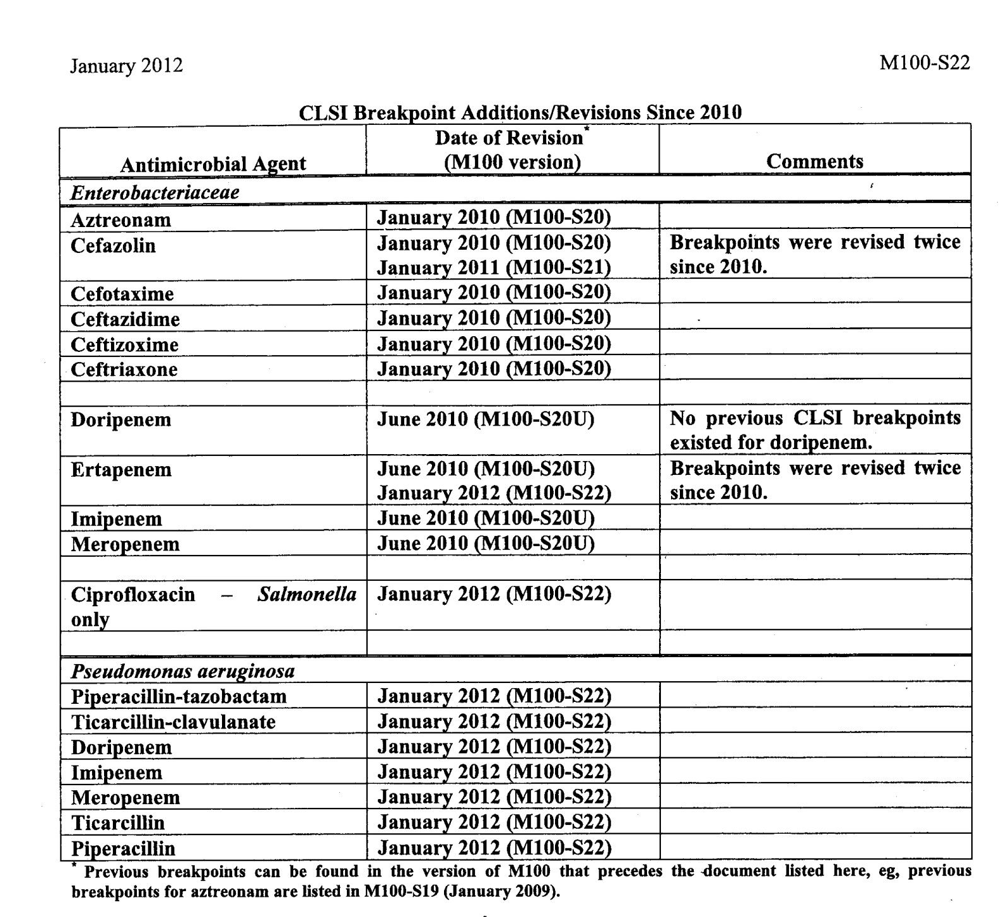 January 2012 M100-S22
CLSI Breakpoint Additions/Revisions Since 2010
Antimicrobial Agent Date of Revision* (M100 version) Comments
Enterobacteriaceae
Aztreonam January 2010 (M100-S20)
Cefazolin January 2010 (M100-S20) Breakpoints were revised twice
January 2011 (M100-S21) since 2010.
Cefotaxime January 2010 (M100-S20)
Ceftazidime January 2010 (M100-S20)
Ceftizoxime January 2010 (M100-S20)
Ceftriaxone January 2010 (M100-S20)
Doripenem June 2010 (M100-S20U) No previous CLSI breakpoints
existed for doripenem.
Ertapenem June 2010 (M100-S20U) Breakpoints were revised twice
January 2012 (M100-S22) since 2010.
Imipenem June 2010 (M100-S20U)
Meropenem June 2010 (M100-S20U)
Ciprofloxacin – Salmonella January 2012 (M100-S22)
only
Pseudomonas aeruginosa
Piperacillin-tazobactam January 2012 (M100-S22)
Ticarcillin-clavulanate January 2012 (M100-S22)
Doripenem January 2012 (M100-S22)
Imipenem January 2012 (M100-S22)
Meropenem January 2012 (M100-S22)
Ticarcillin January 2012 (M100-S22)
Piperacillin January 2012 (M100-S22)
* Previous breakpoints can be found in the version of M100 that precedes the document listed here, eg, previous
breakpoints for aztreonam are listed in M100-S19 (January 2009).